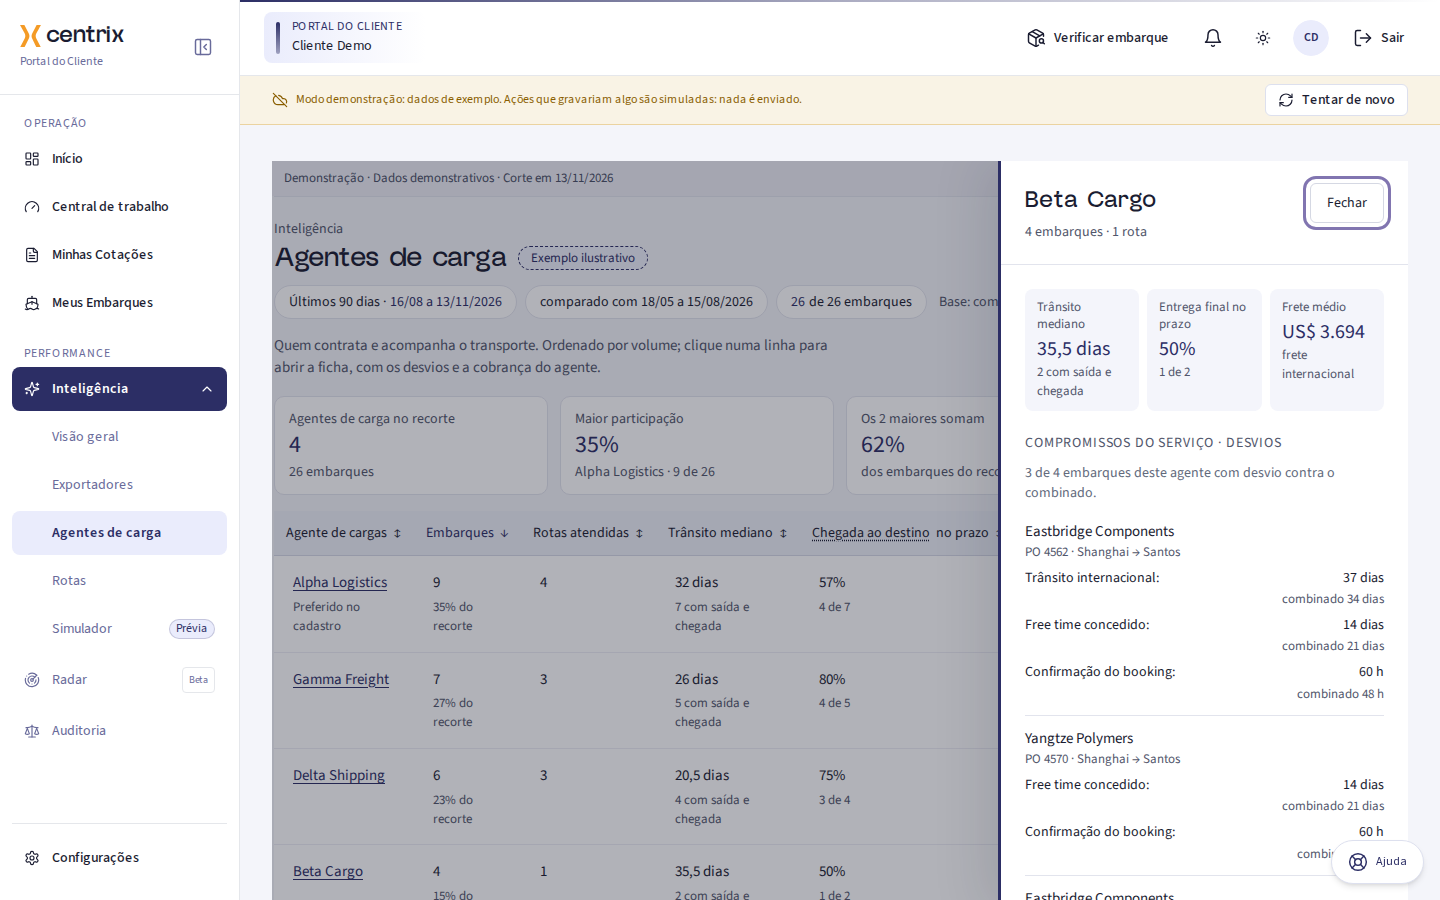 centrix
Portal do Cliente
OPERAÇÃO
Início
Central de trabalho
Minhas Cotações
Meus Embarques
PERFORMANCE
Inteligência
Visão geral
Exportadores
Agentes de carga
Rotas
Simulador Prévia
Radar Beta
Auditoria
Configurações
PORTAL DO CLIENTE
Cliente Demo
Verificar embarque
CD
Sair
Modo demonstração: dados de exemplo. Ações que gravariam algo são simuladas: nada é enviado.
Tentar de novo
Demonstração · Dados demonstrativos · Corte em 13/11/2026
Inteligência
Agentes de carga Exemplo ilustrativo
Últimos 90 dias · 16/08 a 13/11/2026 comparado com 18/05 a 15/08/2026 26 de 26 embarques Base: com
Quem contrata e acompanha o transporte. Ordenado por volume; clique numa linha para
abrir a ficha, com os desvios e a cobrança do agente.
Agentes de carga no recorte
4
26 embarques
Maior participação
35%
Alpha Logistics · 9 de 26
Os 2 maiores somam
62%
dos embarques do reco
Agente de cargas ↕ Embarques ↓ Rotas atendidas ↕ Trânsito mediano ↕ Chegada ao destino no prazo
Alpha Logistics 9 4 32 dias 57%
Preferido no 35% do 7 com saída e 4 de 7
cadastro recorte chegada
Gamma Freight 7 3 26 dias 80%
27% do 5 com saída e 4 de 5
recorte chegada
Delta Shipping 6 3 20,5 dias 75%
23% do 4 com saída e 3 de 4
recorte chegada
Beta Cargo 4 1 35,5 dias 50%
15% do 2 com saída e 1 de 2
Beta Cargo
4 embarques · 1 rota
Fechar
Trânsito
mediano
35,5 dias
2 com saída e
chegada
Entrega final no
prazo
50%
1 de 2
Frete médio
US$ 3.694
frete
internacional
COMPROMISSOS DO SERVIÇO · DESVIOS
3 de 4 embarques deste agente com desvio contra o
combinado.
Eastbridge Components
PO 4562 · Shanghai → Santos
Trânsito internacional: 37 dias
combinado 34 dias
Free time concedido: 14 dias
combinado 21 dias
Confirmação do booking: 60 h
combinado 48 h
Yangtze Polymers
PO 4570 · Shanghai → Santos
Free time concedido: 14 dias
combinado 21 dias
Confirmação do booking: 60 h
combi
Eastbridge Components
Ajuda